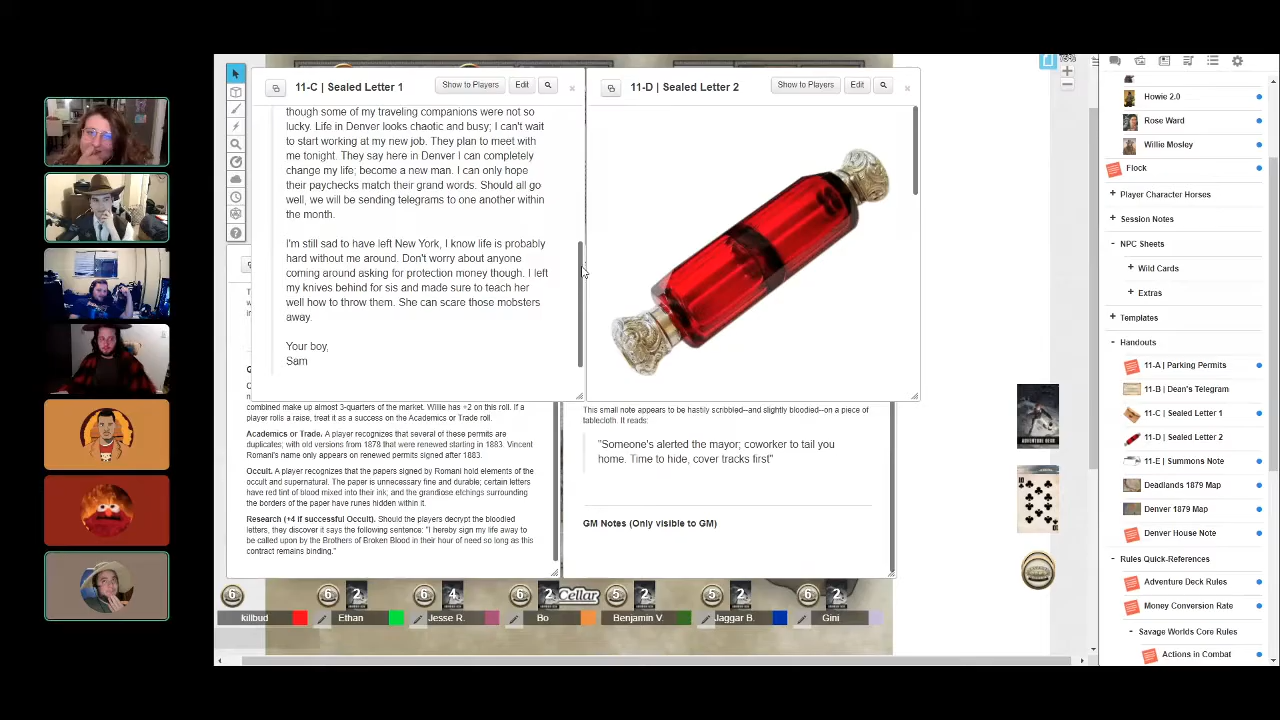 11-C | Sealed Letter 1
Show to Players
Edit
though some of my traveling companions were not so
lucky. Life in Denver looks chaotic and busy; I can't wait
to start working at my new job. They plan to meet with
me tonight. They say here in Denver I can completely
change my life; become a new man. I can only hope
their paychecks match their grand words. Should all go
well, we will be sending telegrams to one another within
the month.
I'm still sad to have left New York, I know life is probably
hard without me around. Don't worry about anyone
coming around asking for protection money though. I left
my knives behind for sis and made sure to teach her
well how to throw them. She can scare those mobsters
away.
Your boy,
Sam
11-D | Sealed Letter 2
Show to Players
Edit
combined make up almost 3-quarters of the market. Willie has +2 on this roll. If a
player rolls a raise, treat it as a success on the Academics or Trade roll.
Academics or Trade. A player recognizes that several of these permits are
duplicates; with old versions from 1878 that were renewed starting in 1883. Vincent
Romani's name only appears on renewed permits signed after 1883.
Occult. A player recognizes that the papers signed by Romani hold elements of the
occult and supernatural. The paper is unnecessary fine and durable; certain letters
have red tint of blood mixed into their ink; and the grandiose etchings surrounding
the borders of the paper have runes hidden within it.
Research (+4 if successful Occult). Should the players decrypt the bloodied
letters, they discover it says the following sentence: "I hereby sign my life away to
be called upon by the Brothers of Broken Blood in their hour of need so long as this
contract remains binding."
This small note appears to be hastily scribbled—and slightly bloodied—on a piece of
tablecloth. It reads:
"Someone's alerted the mayor; coworker to tail you
home. Time to hide, cover tracks first"
GM Notes (Only visible to GM)
ADVENTURE DECK
10
6
6 2
6 4
6 2
Cellar
5 2
5 2
6 2
killbud
Ethan
Jesse R.
Bo
Benjamin V.
Jaggar B.
Gini
Howie 2.0
Rose Ward
Willie Mosley
Flock
Player Character Horses
Session Notes
NPC Sheets
Wild Cards
Extras
Templates
Handouts
11-A | Parking Permits
11-B | Dean's Telegram
11-C | Sealed Letter 1
11-D | Sealed Letter 2
11-E | Summons Note
Deadlands 1879 Map
Denver 1879 Map
Denver House Note
Rules Quick-References
Adventure Deck Rules
Money Conversion Rate
Savage Worlds Core Rules
Actions in Combat